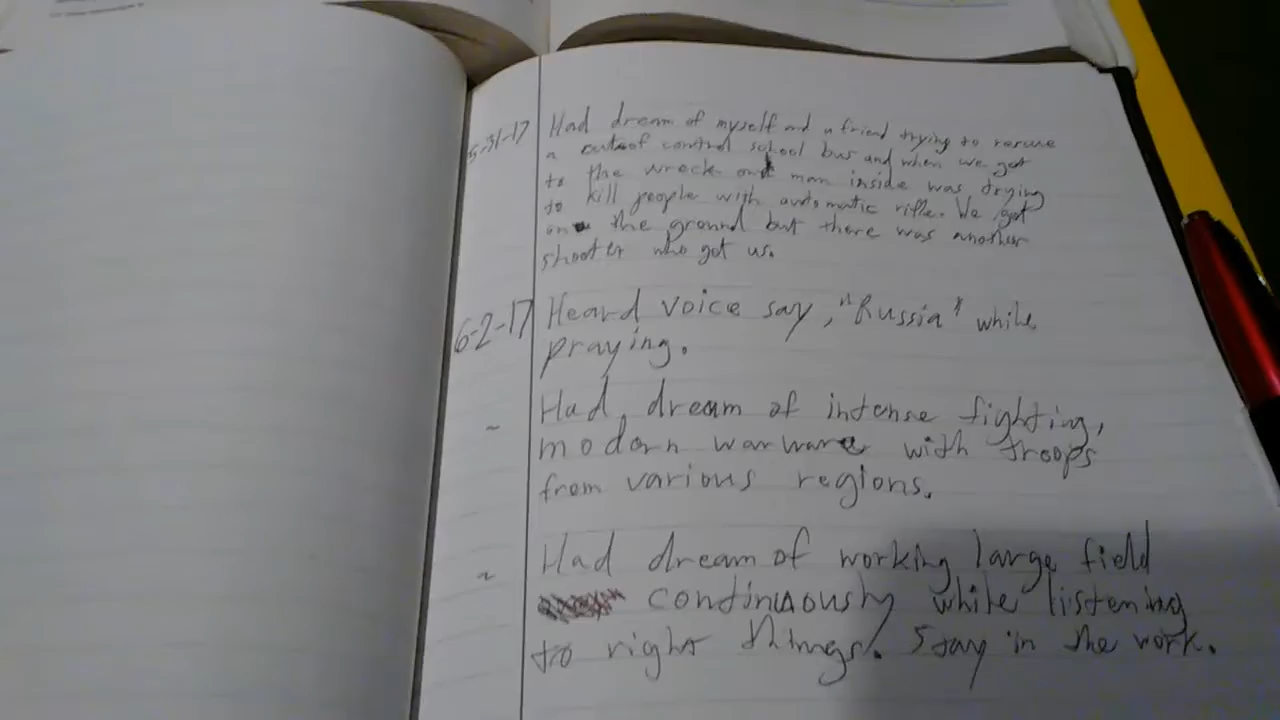 5-31-17 Had dream of myself and a friend trying to rescue
a out of control school bus and when we got
to the wreck one man inside was trying
to kill people with automatic rifle. We got
on the ground but there was another
shooter who got us.
6-2-17 Heard voice say, "Russia" while
praying.
~ Had dream of intense fighting,
modern warware with troops
from various regions.
~ Had dream of working large field
continuously while listening
to right things. Stay in the work.